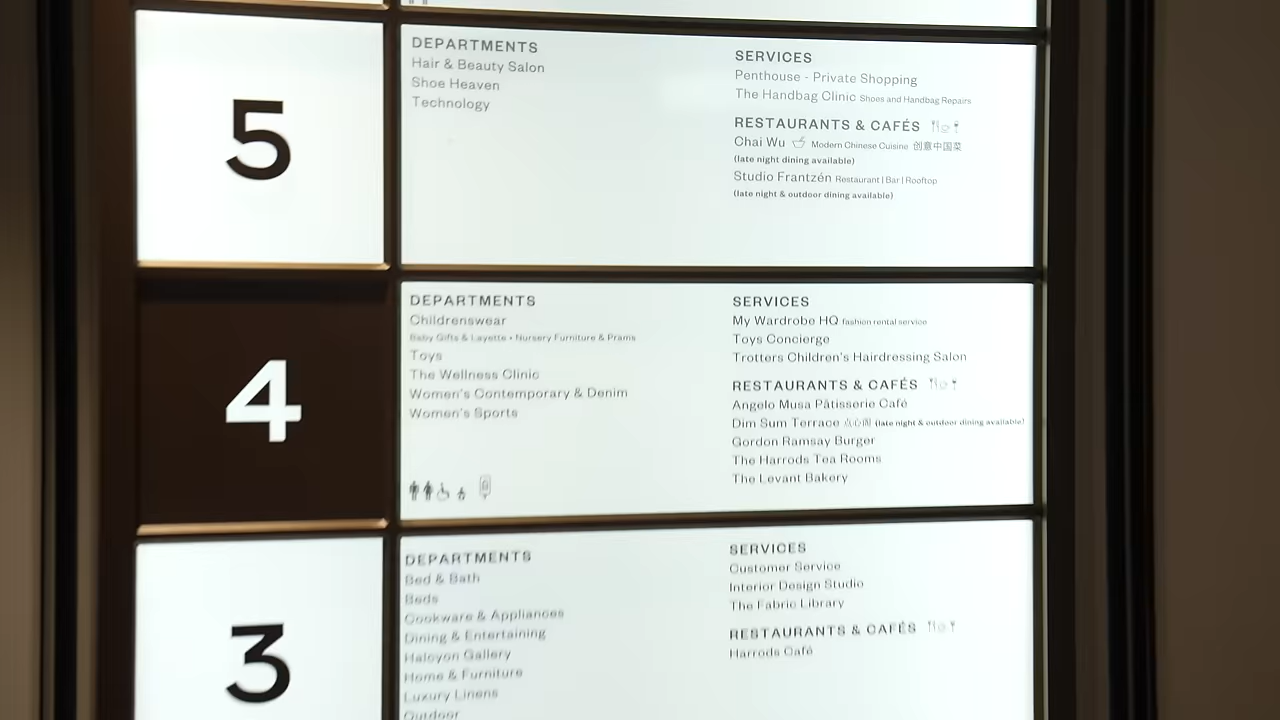 5
DEPARTMENTS
Hair & Beauty Salon
Shoe Heaven
Technology
SERVICES
Penthouse - Private Shopping
The Handbag Clinic Shoes and Handbag Repairs
RESTAURANTS & CAFÉS
Chai Wu Modern Chinese Cuisine 创意中国菜
(late night dining available)
Studio Frantzén Restaurant | Bar | Rooftop
(late night & outdoor dining available)
4
DEPARTMENTS
Childrenswear
Baby Gifts & Layette • Nursery Furniture & Prams
Toys
The Wellness Clinic
Women's Contemporary & Denim
Women's Sports
SERVICES
My Wardrobe HQ fashion rental service
Toys Concierge
Trotters Children's Hairdressing Salon
RESTAURANTS & CAFÉS
Angelo Musa Pâtisserie Café
Dim Sum Terrace 点心阁 (late night & outdoor dining available)
Gordon Ramsay Burger
The Harrods Tea Rooms
The Levant Bakery
3
DEPARTMENTS
Bed & Bath
Beds
Cookware & Appliances
Dining & Entertaining
Halcyon Gallery
Home & Furniture
Luxury Linens
Outdoor
SERVICES
Customer Service
Interior Design Studio
The Fabric Library
RESTAURANTS & CAFÉS
Harrods Café